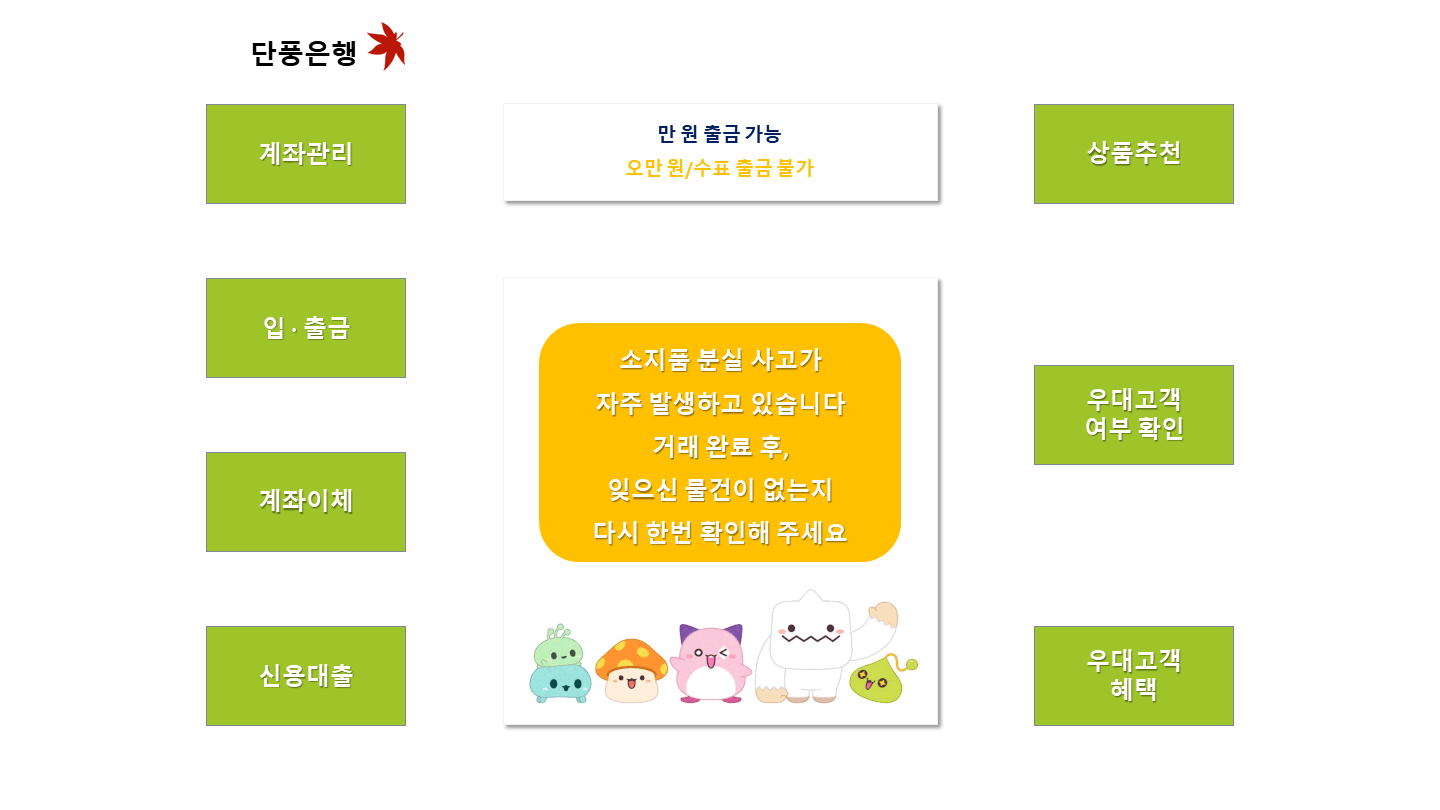 단풍은행
계좌관리
입 · 출금
계좌이체
신용대출
만 원 출금 가능
오만 원/수표 출금 불가
소지품 분실 사고가
자주 발생하고 있습니다
거래 완료 후,
잊으신 물건이 없는지
다시 한번 확인해 주세요
상품추천
우대고객
여부 확인
우대고객
혜택